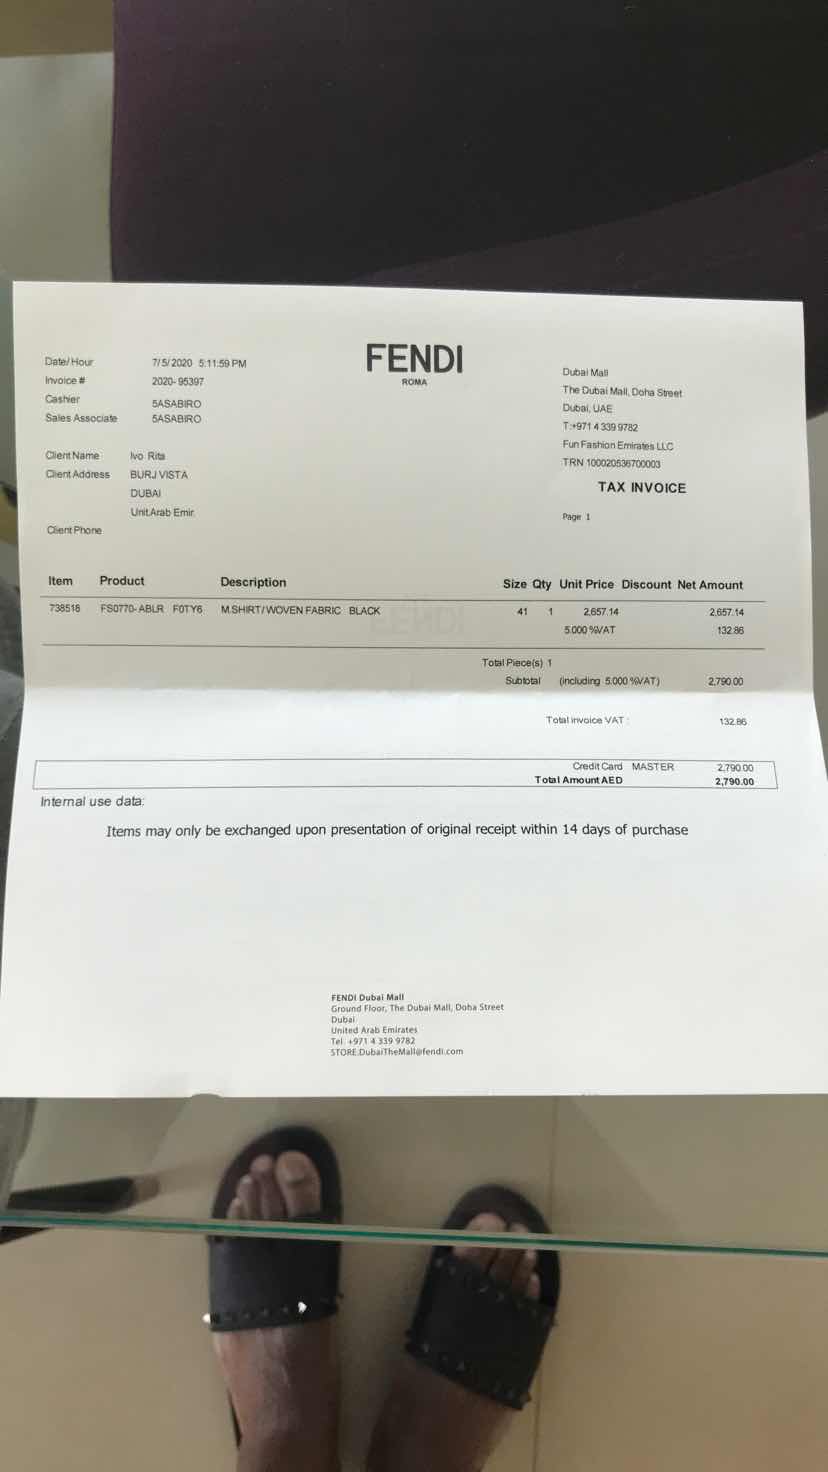 FENDI
ROMA
Date/Hour 7/5/2020 5:11:59 PM
Invoice # 2020-95397
Cashier 5ASABIRO
Sales Associate 5ASABIRO
Client Name Ivo Rita
Client Address BURJ VISTA
DUBAI
Unit.Arab Emir.
Client Phone
Dubai Mall
The Dubai Mall, Doha Street
Dubai, UAE
T:+971 4 339 9782
Fun Fashion Emirates LLC
TRN 100020536700003
TAX INVOICE
Page 1
Item Product Description Size Qty Unit Price Discount Net Amount
738518 FS0770-ABLR F0TY6 M.SHIRT/WOVEN FABRIC BLACK 41 1 2,657.14 2,657.14
5.000 %VAT 132.86
Total Piece(s) 1
Subtotal (including 5.000 %VAT) 2,790.00
Total invoice VAT : 132.86
Credit Card MASTER 2,790.00
Total Amount AED 2,790.00
Internal use data:
Items may only be exchanged upon presentation of original receipt within 14 days of purchase
FENDI Dubai Mall
Ground Floor, The Dubai Mall, Doha Street
Dubai
United Arab Emirates
Tel. +971 4 339 9782
STORE.DubaiTheMall@fendi.com